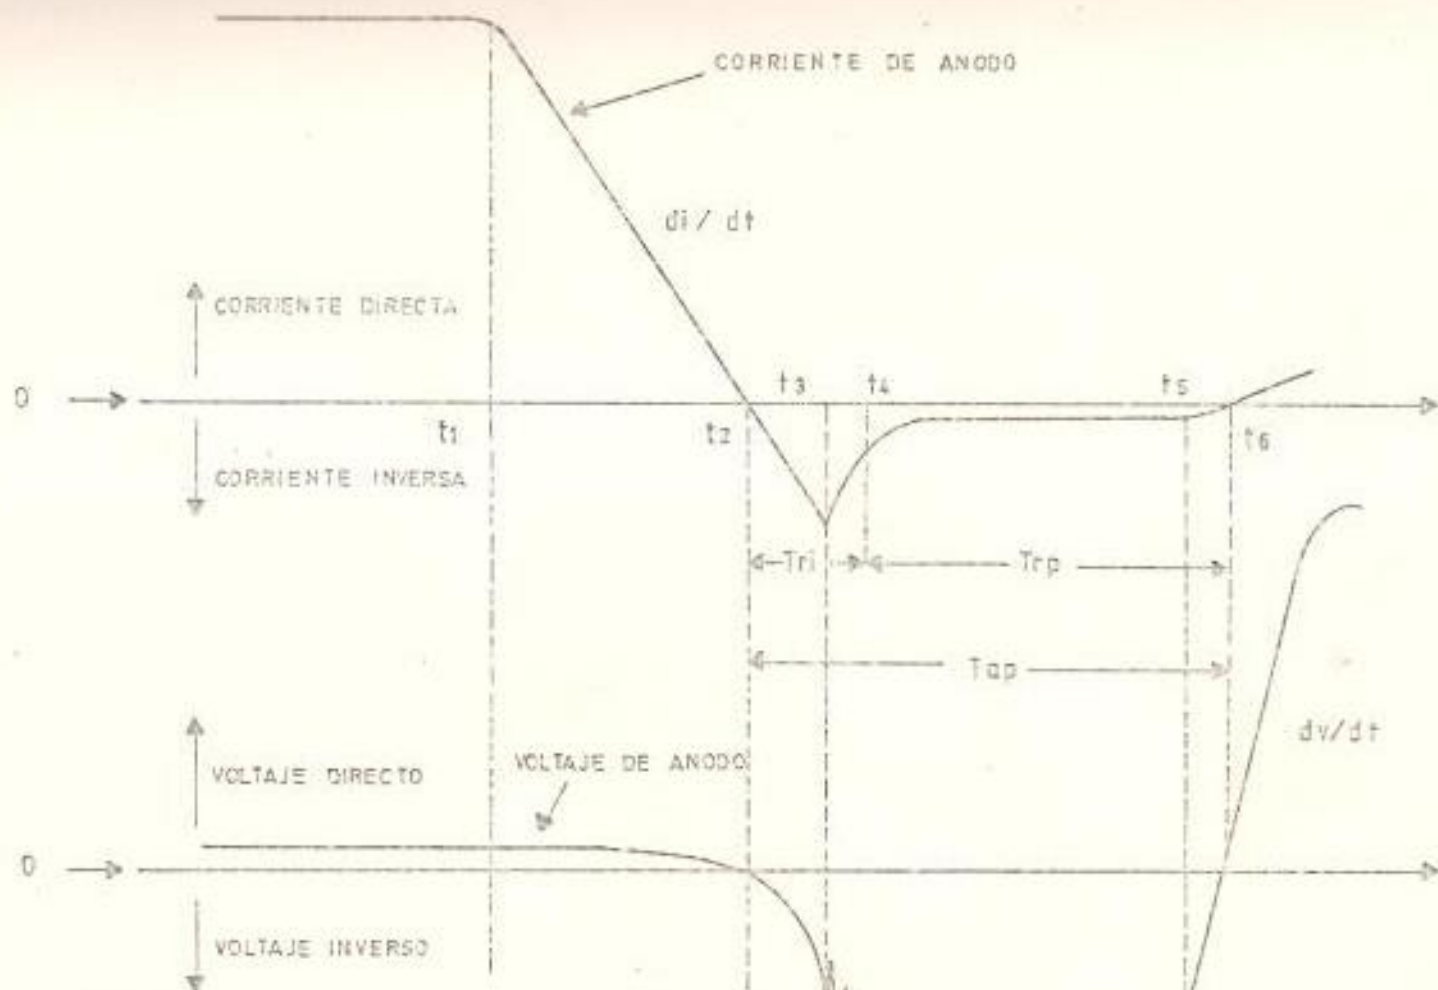 CORRIENTE DE ANODO
di / dt
CORRIENTE DIRECTA
0
t1
t2
t3
t4
t5
t6
CORRIENTE INVERSA
Tri
Trp
Tap
dv/dt
VOLTAJE DIRECTO
VOLTAJE DE ANODO
0
VOLTAJE INVERSO